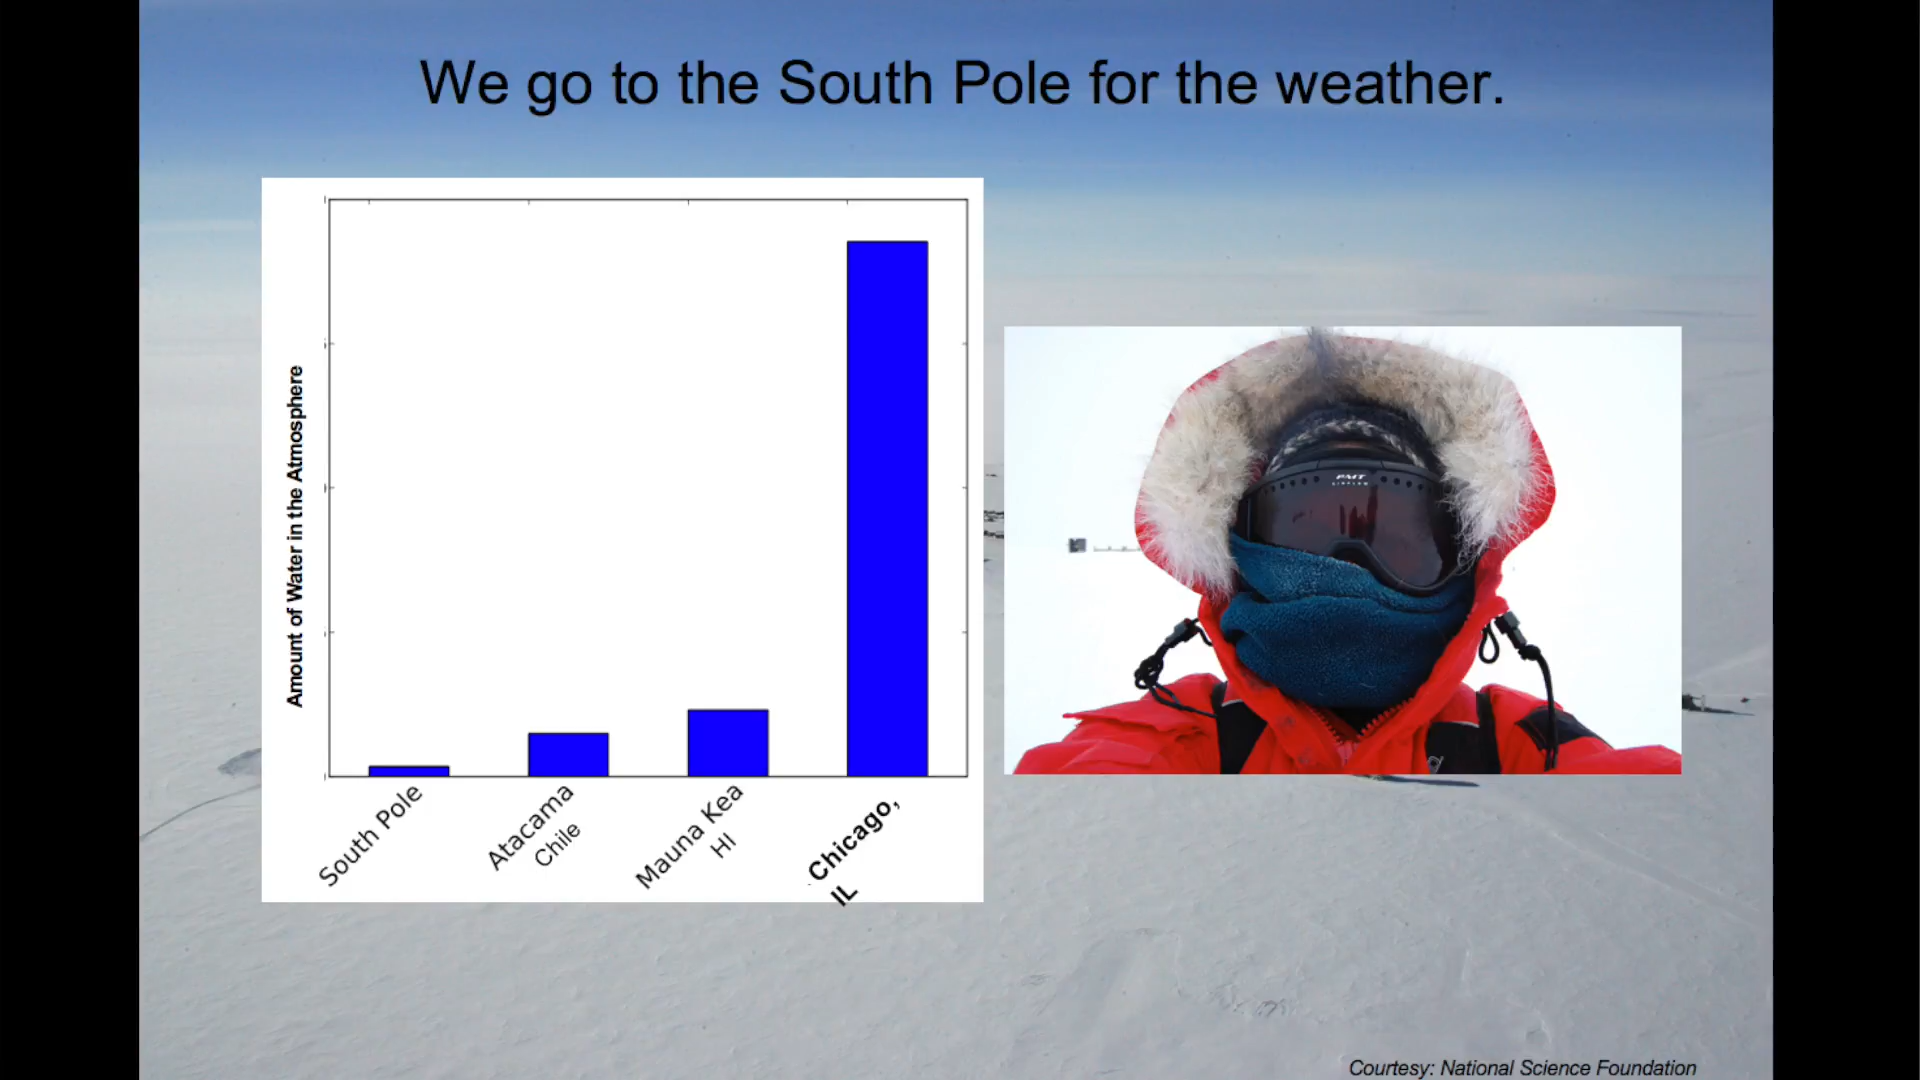 We go to the South Pole for the weather.
Amount of Water in the Atmosphere
South Pole
Atacama
Chile
Mauna Kea
HI
Chicago,
IL
PMT
Courtesy: National Science Foundation